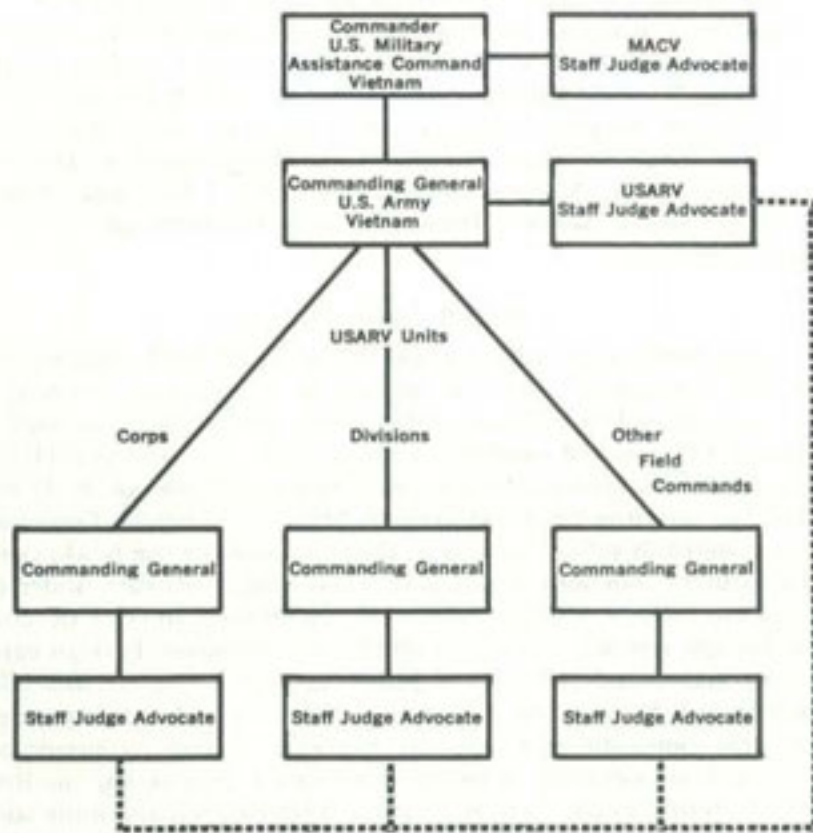 Commander
U.S. Military
Assistance Command
Vietnam
MACV
Staff Judge Advocate
Commanding General
U.S. Army
Vietnam
USARV
Staff Judge Advocate
USARV Units
Corps
Divisions
Other
Field
Commands
Commanding General
Commanding General
Commanding General
Staff Judge Advocate
Staff Judge Advocate
Staff Judge Advocate